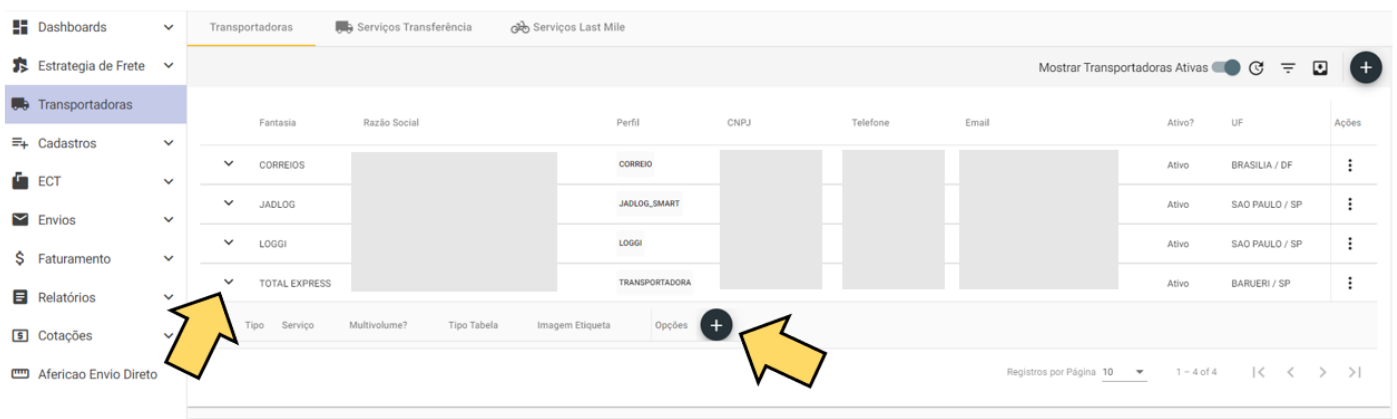 Dashboards
Estrategia de Frete
Transportadoras
Cadastros
ECT
Envios
Faturamento
Relatórios
Cotações
Afericao Envio Direto
Transportadoras Serviços Transferência Serviços Last Mile
Mostrar Transportadoras Ativas
Fantasia Razão Social Perfil CNPJ Telefone Email Ativo? UF Ações
CORREIOS CORREIO Ativo BRASILIA / DF
JADLOG JADLOG_SMART Ativo SAO PAULO / SP
LOGGI LOGGI Ativo SAO PAULO / SP
TOTAL EXPRESS TRANSPORTADORA Ativo BARUERI / SP
Tipo Serviço Multivolume? Tipo Tabela Imagem Etiqueta Opções
Registros por Página 10 1 – 4 of 4